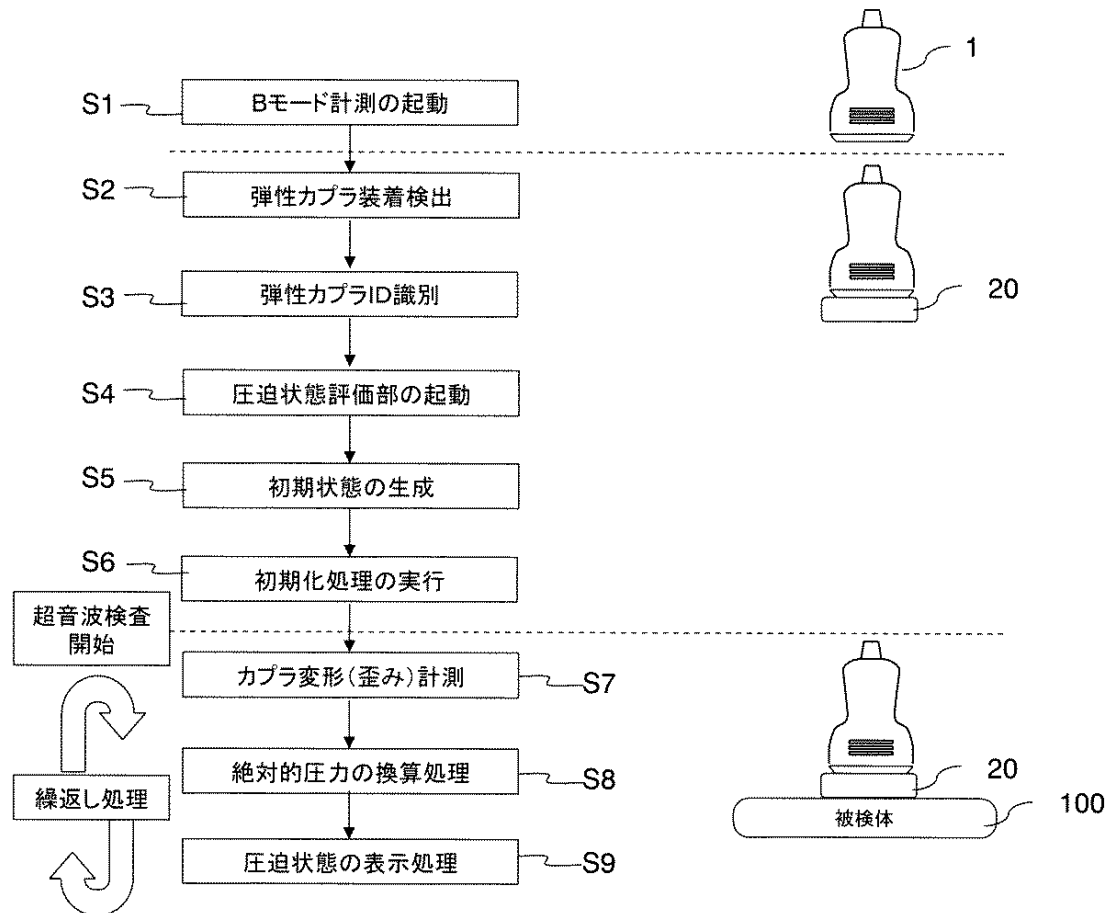 1
S1
Bモード計測の起動
S2
弾性カプラ装着検出
20
S3
弾性カプラID識別
S4
圧迫状態評価部の起動
S5
初期状態の生成
S6
初期化処理の実行
超音波検査
開始
カプラ変形(歪み)計測
S7
絶対的圧力の換算処理
S8
20
繰返し処理
被検体
100
圧迫状態の表示処理
S9